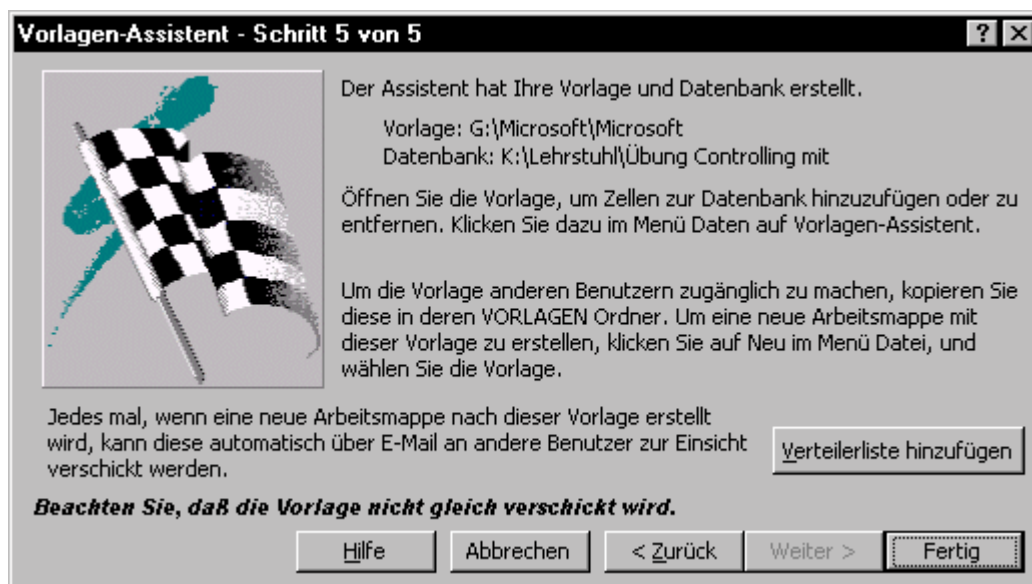 Vorlagen-Assistent - Schritt 5 von 5
Der Assistent hat Ihre Vorlage und Datenbank erstellt.
Vorlage: G:\Microsoft\Microsoft
Datenbank: K:\Lehrstuhl\Übung Controlling mit
Öffnen Sie die Vorlage, um Zellen zur Datenbank hinzuzufügen oder zu
entfernen. Klicken Sie dazu im Menü Daten auf Vorlagen-Assistent.
Um die Vorlage anderen Benutzern zugänglich zu machen, kopieren Sie
diese in deren VORLAGEN Ordner. Um eine neue Arbeitsmappe mit
dieser Vorlage zu erstellen, klicken Sie auf Neu im Menü Datei, und
wählen Sie die Vorlage.
Jedes mal, wenn eine neue Arbeitsmappe nach dieser Vorlage erstellt
wird, kann diese automatisch über E-Mail an andere Benutzer zur Einsicht
verschickt werden.
Verteilerliste hinzufügen
Beachten Sie, daß die Vorlage nicht gleich verschickt wird.
Hilfe Abbrechen < Zurück Weiter > Fertig